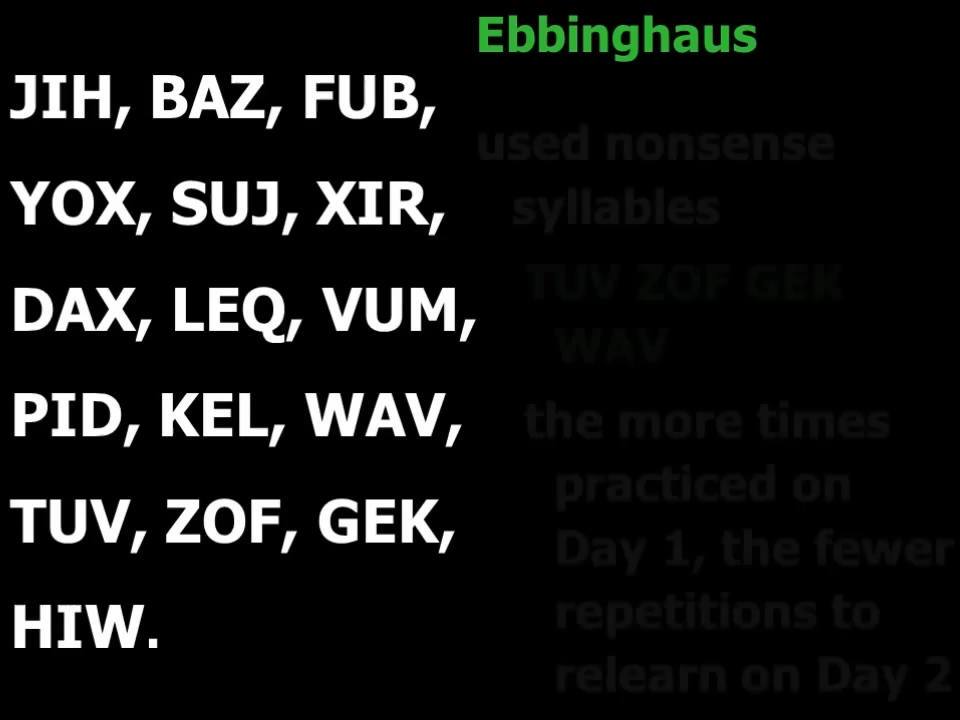 Ebbinghaus
JIH, BAZ, FUB,
YOX, SUJ, XIR,
DAX, LEQ, VUM,
PID, KEL, WAV,
TUV, ZOF, GEK,
HIW.
used nonsense
syllables
TUV ZOF GEK
WAV
the more times
practiced on
Day 1, the fewer
repetitions to
relearn on Day 2